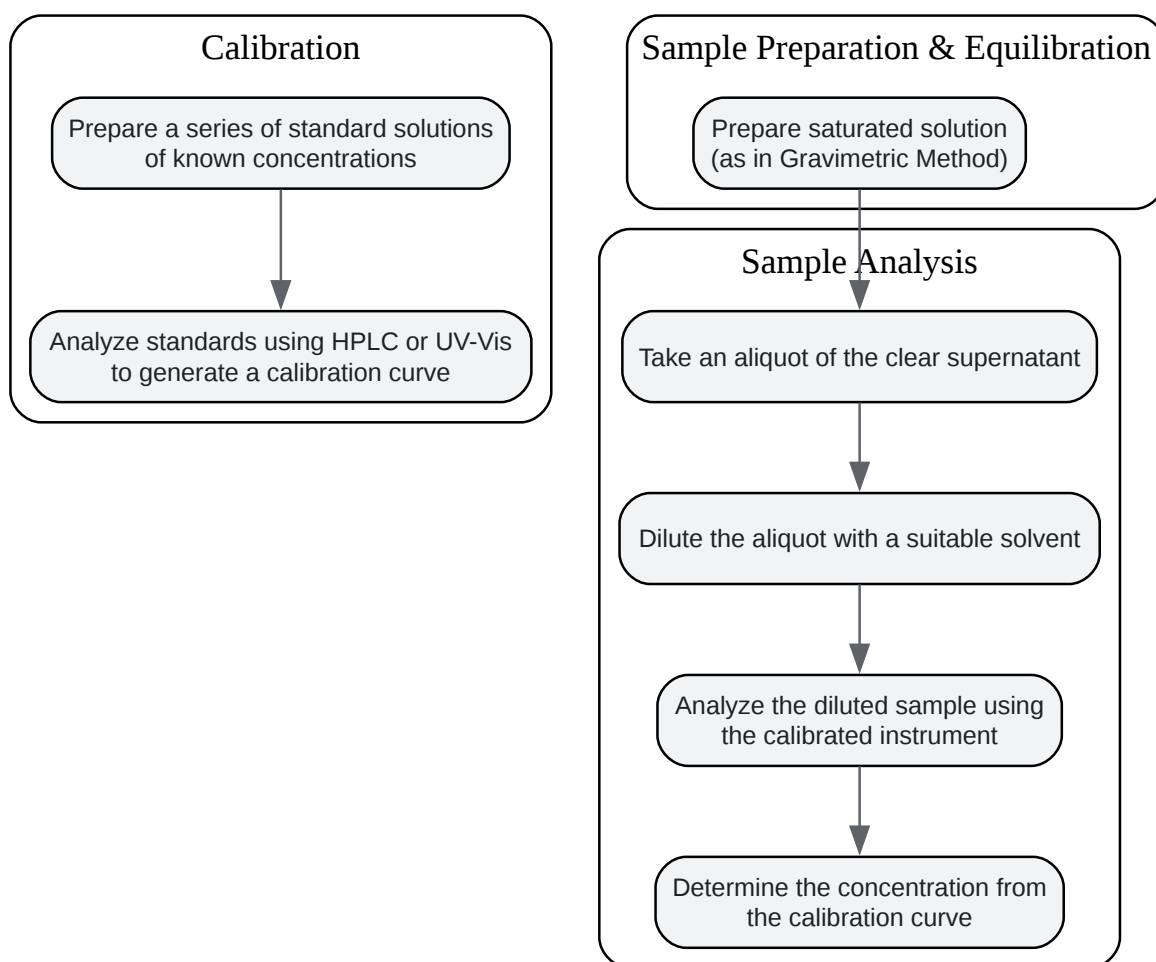 Calibration
Prepare a series of standard solutions
of known concentrations
Analyze standards using HPLC or UV-Vis
to generate a calibration curve
Sample Preparation & Equilibration
Prepare saturated solution
(as in Gravimetric Method)
Sample Analysis
Take an aliquot of the clear supernatant
Dilute the aliquot with a suitable solvent
Analyze the diluted sample using
the calibrated instrument
Determine the concentration from
the calibration curve